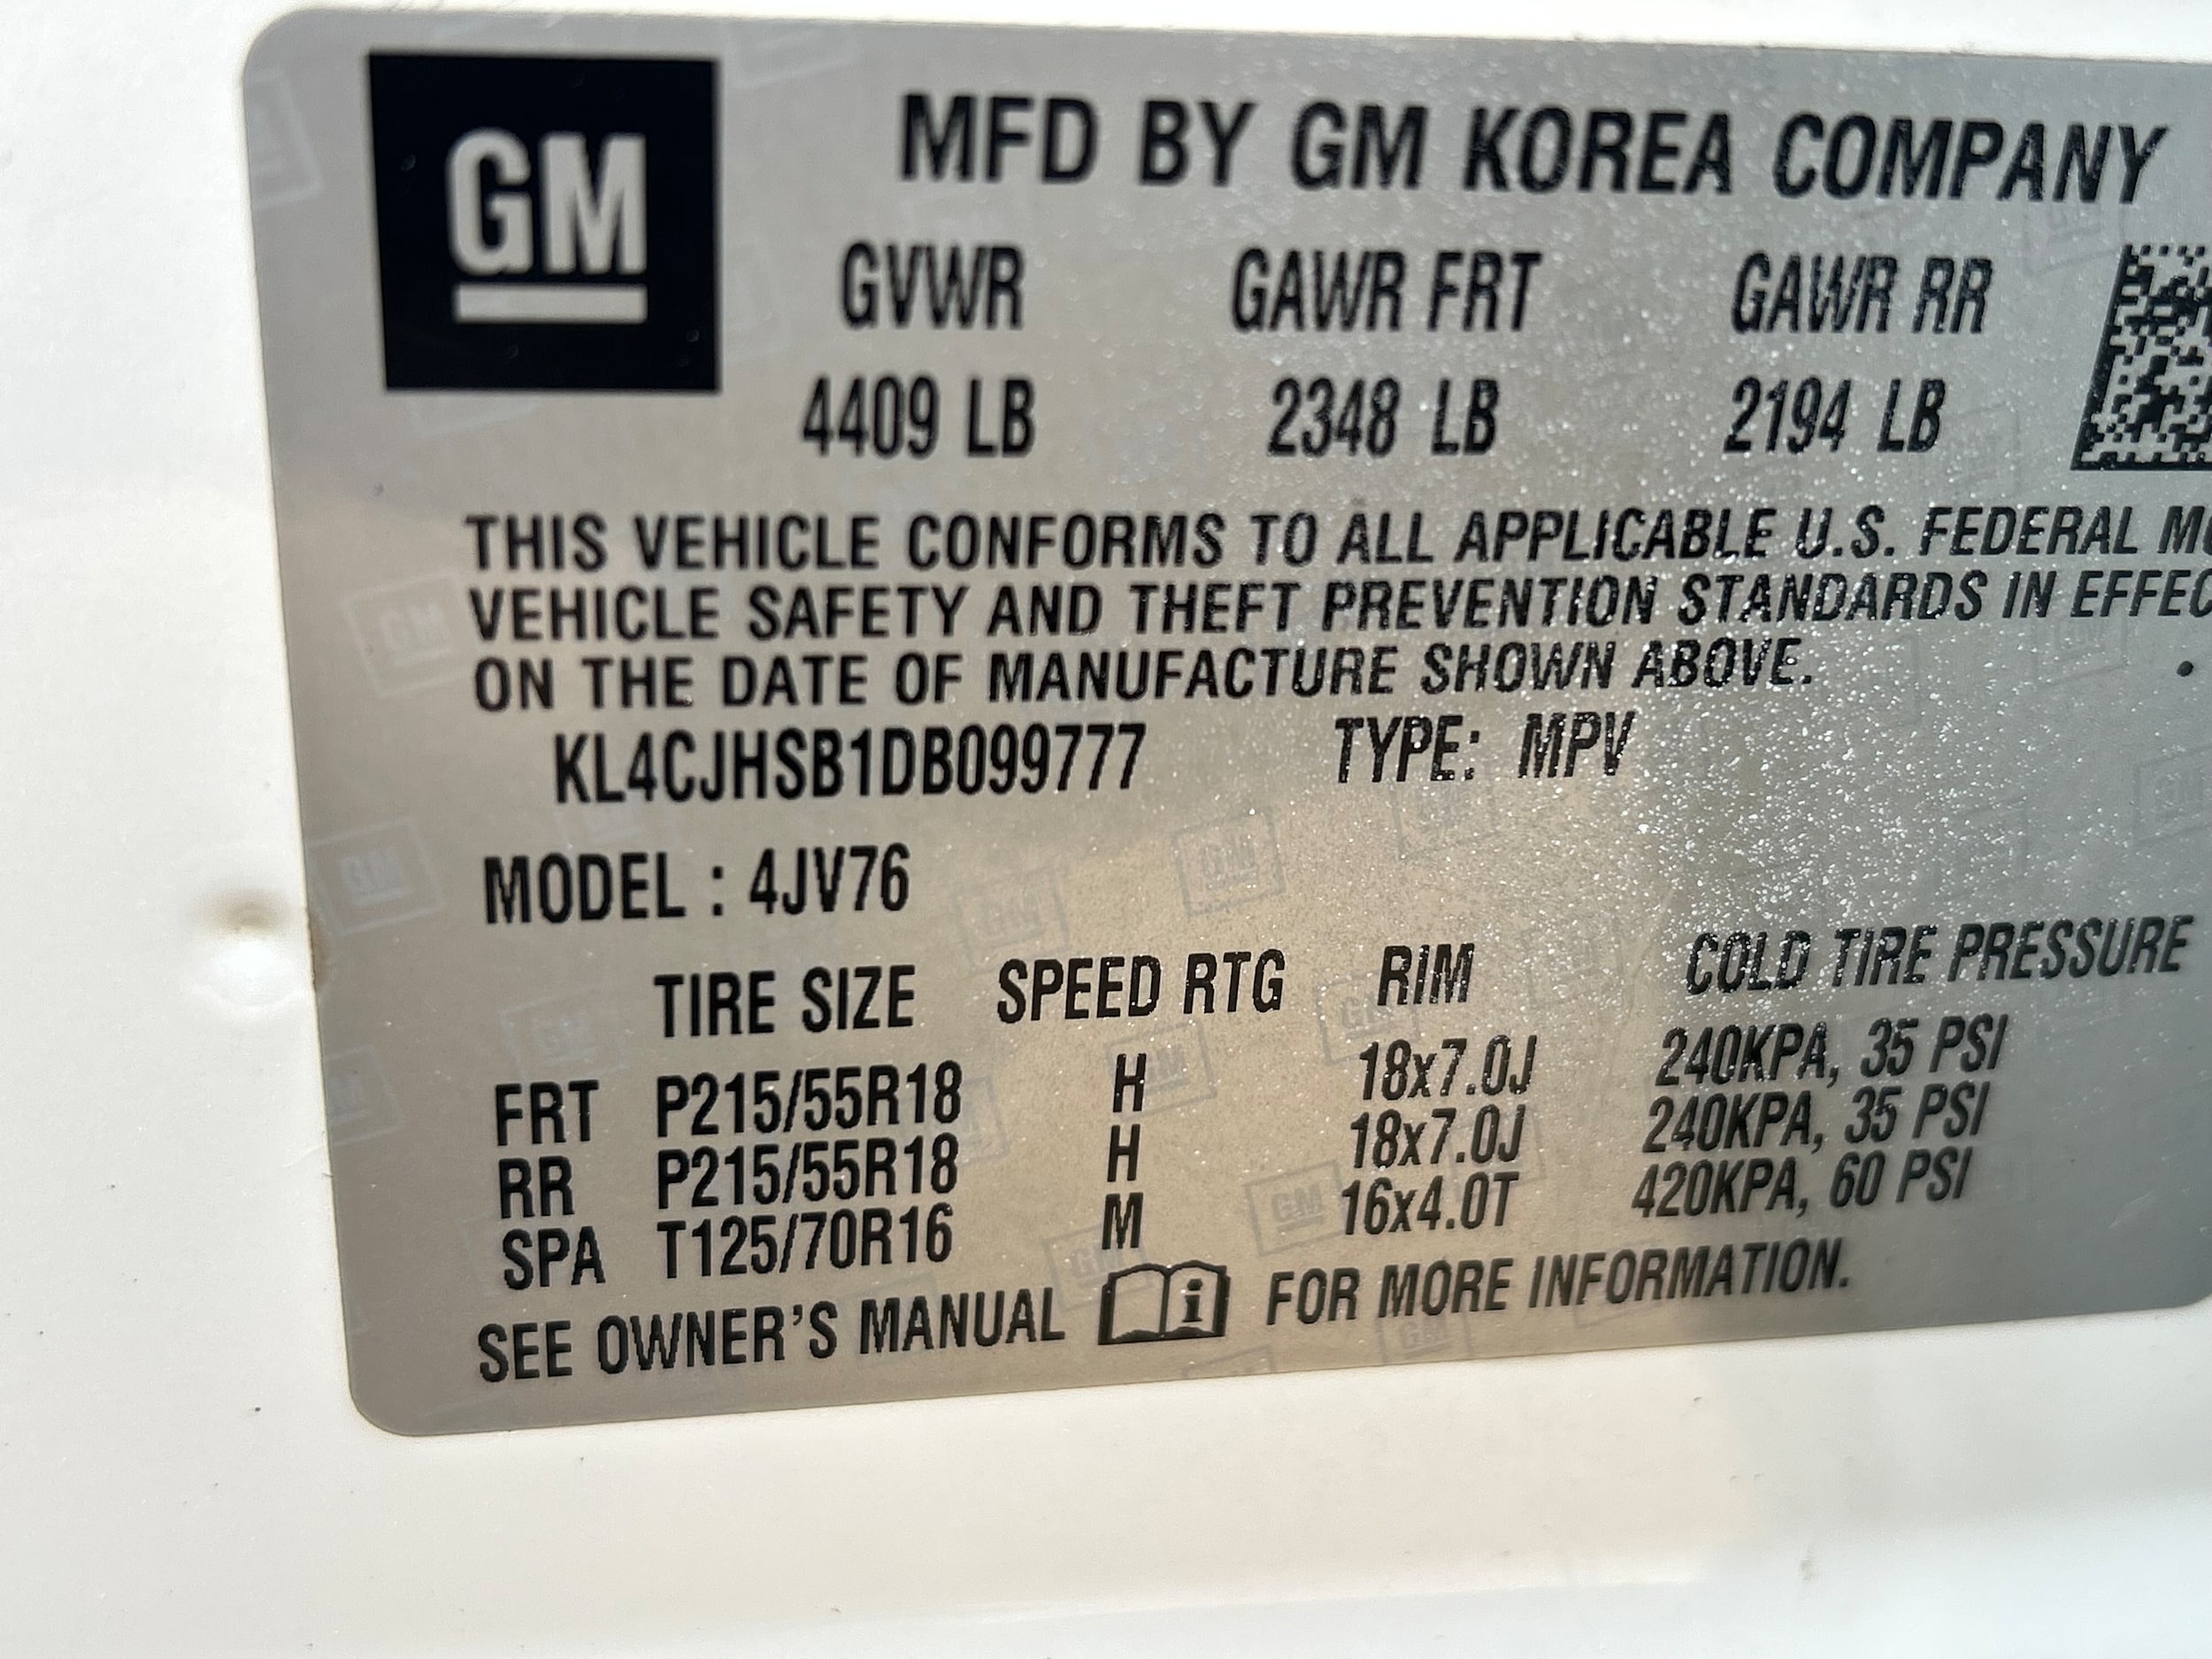 GM
MFD BY GM KOREA COMPANY
GVWR GAWR FRT GAWR RR
4409 LB 2348 LB 2194 LB
THIS VEHICLE CONFORMS TO ALL APPLICABLE U.S. FEDERAL
VEHICLE SAFETY AND THEFT PREVENTION STANDARDS IN
ON THE DATE OF MANUFACTURE SHOWN ABOVE.
KL4CJHSB1DB099777 TYPE: MPV
MODEL : 4JV76
TIRE SIZE SPEED RTG RIM COLD TIRE PRESSURE
FRT P215/55R18 H 18x7.0J 240KPA, 35 PSI
RR P215/55R18 H 18x7.0J 240KPA, 35 PSI
SPA T125/70R16 M 16x4.0T 420KPA, 60 PSI
SEE OWNER'S MANUAL i FOR MORE INFORMATION.